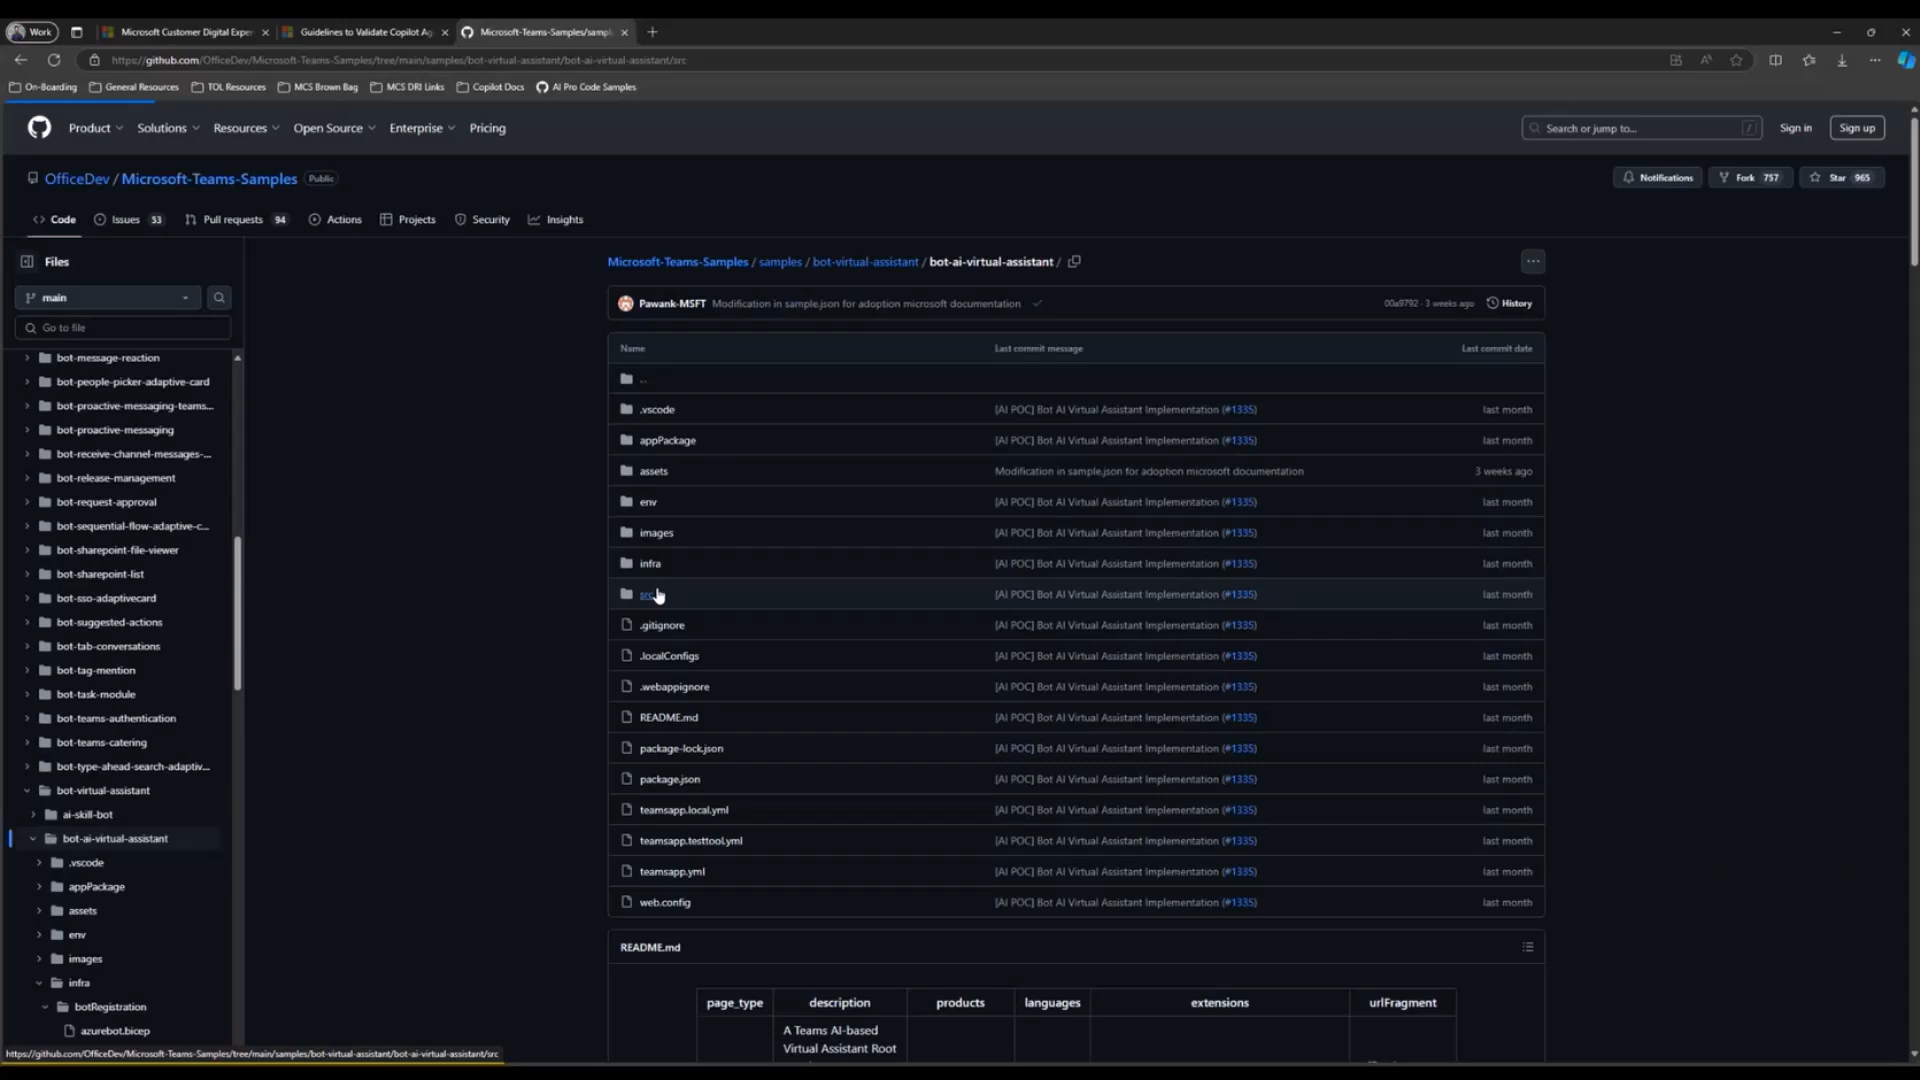 Work
Microsoft Customer Digital Exper
Guidelines to Validate Copilot Ag
Microsoft-Teams-Samples/sampl
https://github.com/OfficeDev/Microsoft-Teams-Samples/tree/main/samples/bot-virtual-assistant/bot-ai-virtual-assistant/src
On-Boarding
General Resources
TOL Resources
MCS Brown Bag
MCS DRI Links
Copilot Docs
AI Pro Code Samples
Product
Solutions
Resources
Open Source
Enterprise
Pricing
Search or jump to...
/
Sign in
Sign up
OfficeDev / Microsoft-Teams-Samples Public
Notifications
Fork 757
Star 965
Code
Issues 53
Pull requests 94
Actions
Projects
Security
Insights
Files
main
Go to file
bot-message-reaction
bot-people-picker-adaptive-card
bot-proactive-messaging-teams...
bot-proactive-messaging
bot-receive-channel-messages-...
bot-release-management
bot-request-approval
bot-sequential-flow-adaptive-c...
bot-sharepoint-file-viewer
bot-sharepoint-list
bot-sso-adaptivecard
bot-suggested-actions
bot-tab-conversations
bot-tag-mention
bot-task-module
bot-teams-authentication
bot-teams-catering
bot-type-ahead-search-adaptiv...
bot-virtual-assistant
ai-skill-bot
bot-ai-virtual-assistant
.vscode
appPackage
assets
env
images
infra
botRegistration
azurebot.bicep
Microsoft-Teams-Samples / samples / bot-virtual-assistant / bot-ai-virtual-assistant /
Pawank-MSFT Modification in sample.json for adoption microsoft documentation
00a9792 · 3 weeks ago
History
Name Last commit message Last commit date
..
.vscode [AI POC] Bot AI Virtual Assistant Implementation (#1335) last month
appPackage [AI POC] Bot AI Virtual Assistant Implementation (#1335) last month
assets Modification in sample.json for adoption microsoft documentation 3 weeks ago
env [AI POC] Bot AI Virtual Assistant Implementation (#1335) last month
images [AI POC] Bot AI Virtual Assistant Implementation (#1335) last month
infra [AI POC] Bot AI Virtual Assistant Implementation (#1335) last month
src [AI POC] Bot AI Virtual Assistant Implementation (#1335) last month
.gitignore [AI POC] Bot AI Virtual Assistant Implementation (#1335) last month
.localConfigs [AI POC] Bot AI Virtual Assistant Implementation (#1335) last month
.webappignore [AI POC] Bot AI Virtual Assistant Implementation (#1335) last month
README.md [AI POC] Bot AI Virtual Assistant Implementation (#1335) last month
package-lock.json [AI POC] Bot AI Virtual Assistant Implementation (#1335) last month
package.json [AI POC] Bot AI Virtual Assistant Implementation (#1335) last month
teamsapp.local.yml [AI POC] Bot AI Virtual Assistant Implementation (#1335) last month
teamsapp.testtool.yml [AI POC] Bot AI Virtual Assistant Implementation (#1335) last month
teamsapp.yml [AI POC] Bot AI Virtual Assistant Implementation (#1335) last month
web.config [AI POC] Bot AI Virtual Assistant Implementation (#1335) last month
README.md
page_type description products languages extensions urlFragment
A Teams AI-based
Virtual Assistant Root
https://github.com/OfficeDev/Microsoft-Teams-Samples/tree/main/samples/bot-virtual-assistant/bot-ai-virtual-assistant/src